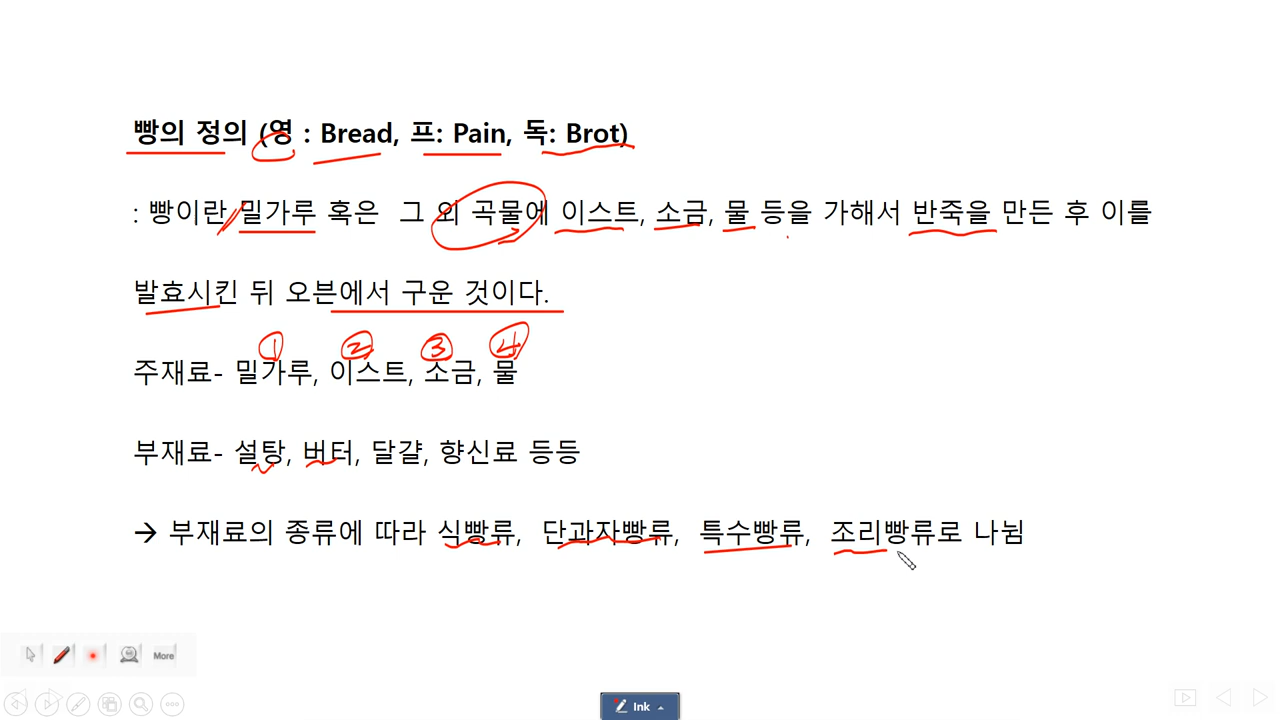 빵의 정의 (영 : Bread, 프: Pain, 독: Brot)
: 빵이란 밀가루 혹은 그 외 곡물에 이스트, 소금, 물 등을 가해서 반죽을 만든 후 이를
발효시킨 뒤 오븐에서 구운 것이다.
① ② ③ ④
주재료- 밀가루, 이스트, 소금, 물
부재료- 설탕, 버터, 달걀, 향신료 등등
→ 부재료의 종류에 따라 식빵류, 단과자빵류, 특수빵류, 조리빵류로 나뉨
More
Ink